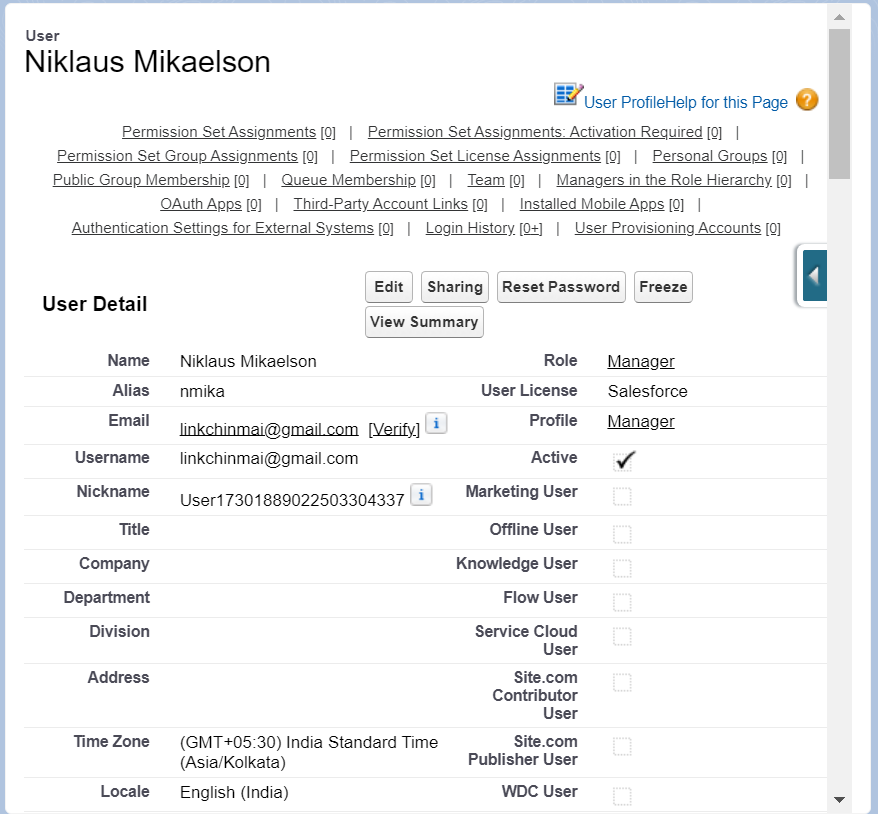 User
Niklaus Mikaelson
User ProfileHelp for this Page ?
Permission Set Assignments [0] | Permission Set Assignments: Activation Required [0] |
Permission Set Group Assignments [0] | Permission Set License Assignments [0] | Personal Groups [0] |
Public Group Membership [0] | Queue Membership [0] | Team [0] | Managers in the Role Hierarchy [0] |
OAuth Apps [0] | Third-Party Account Links [0] | Installed Mobile Apps [0] |
Authentication Settings for External Systems [0] | Login History [0+] | User Provisioning Accounts [0]
User Detail
Edit Sharing Reset Password Freeze
View Summary
Name Niklaus Mikaelson Role Manager
Alias nmika User License Salesforce
Email linkchinmai@gmail.com [Verify] i Profile Manager
Username linkchinmai@gmail.com Active
Nickname User17301889022503304337 i Marketing User
Title Offline User
Company Knowledge User
Department Flow User
Division Service Cloud
User
Address Site.com
Contributor
User
Time Zone (GMT+05:30) India Standard Time Site.com
(Asia/Kolkata) Publisher User
Locale English (India) WDC User